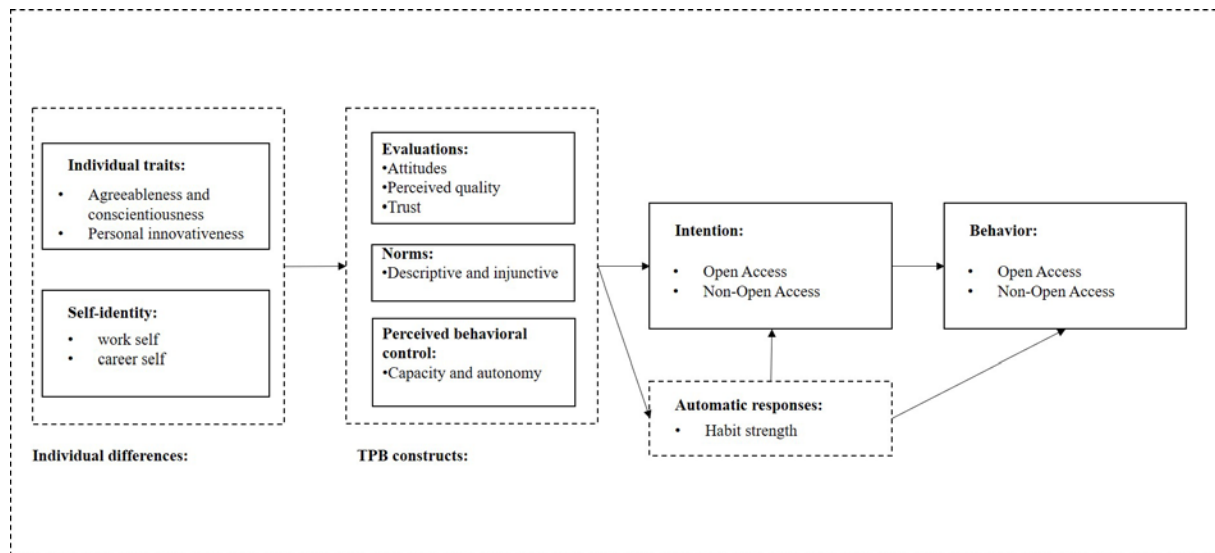 Individual traits:
• Agreeableness and
conscientiousness
• Personal innovativeness
Self-identity:
• work self
• career self
Individual differences:
Evaluations:
•Attitudes
•Perceived quality
•Trust
Norms:
•Descriptive and injunctive
Perceived behavioral
control:
•Capacity and autonomy
TPB constructs:
Intention:
• Open Access
• Non-Open Access
Automatic responses:
• Habit strength
Behavior:
• Open Access
• Non-Open Access